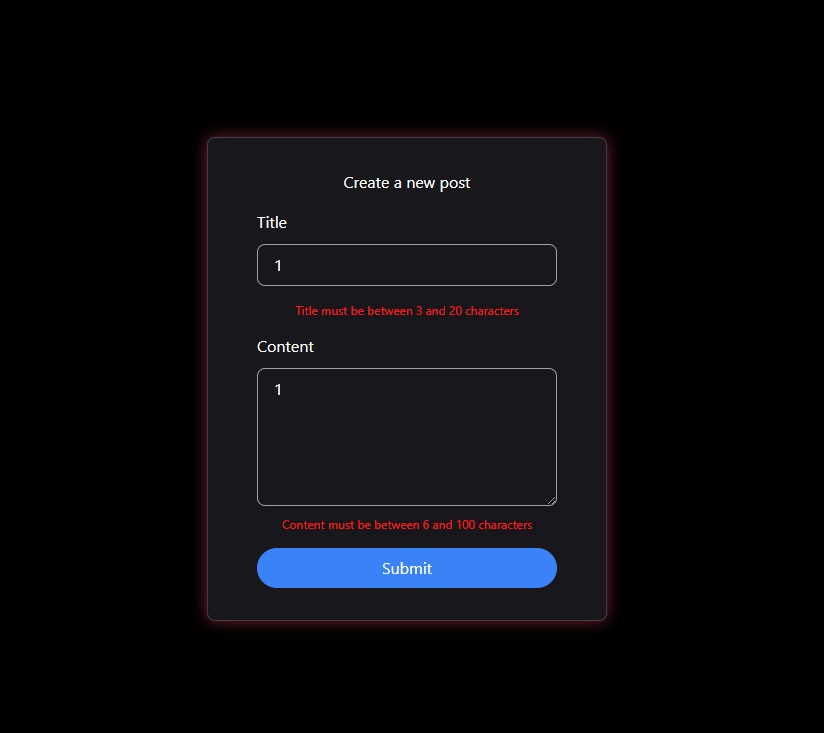 Create a new post
Title
1
Title must be between 3 and 20 characters
Content
1
Content must be between 6 and 100 characters
Submit